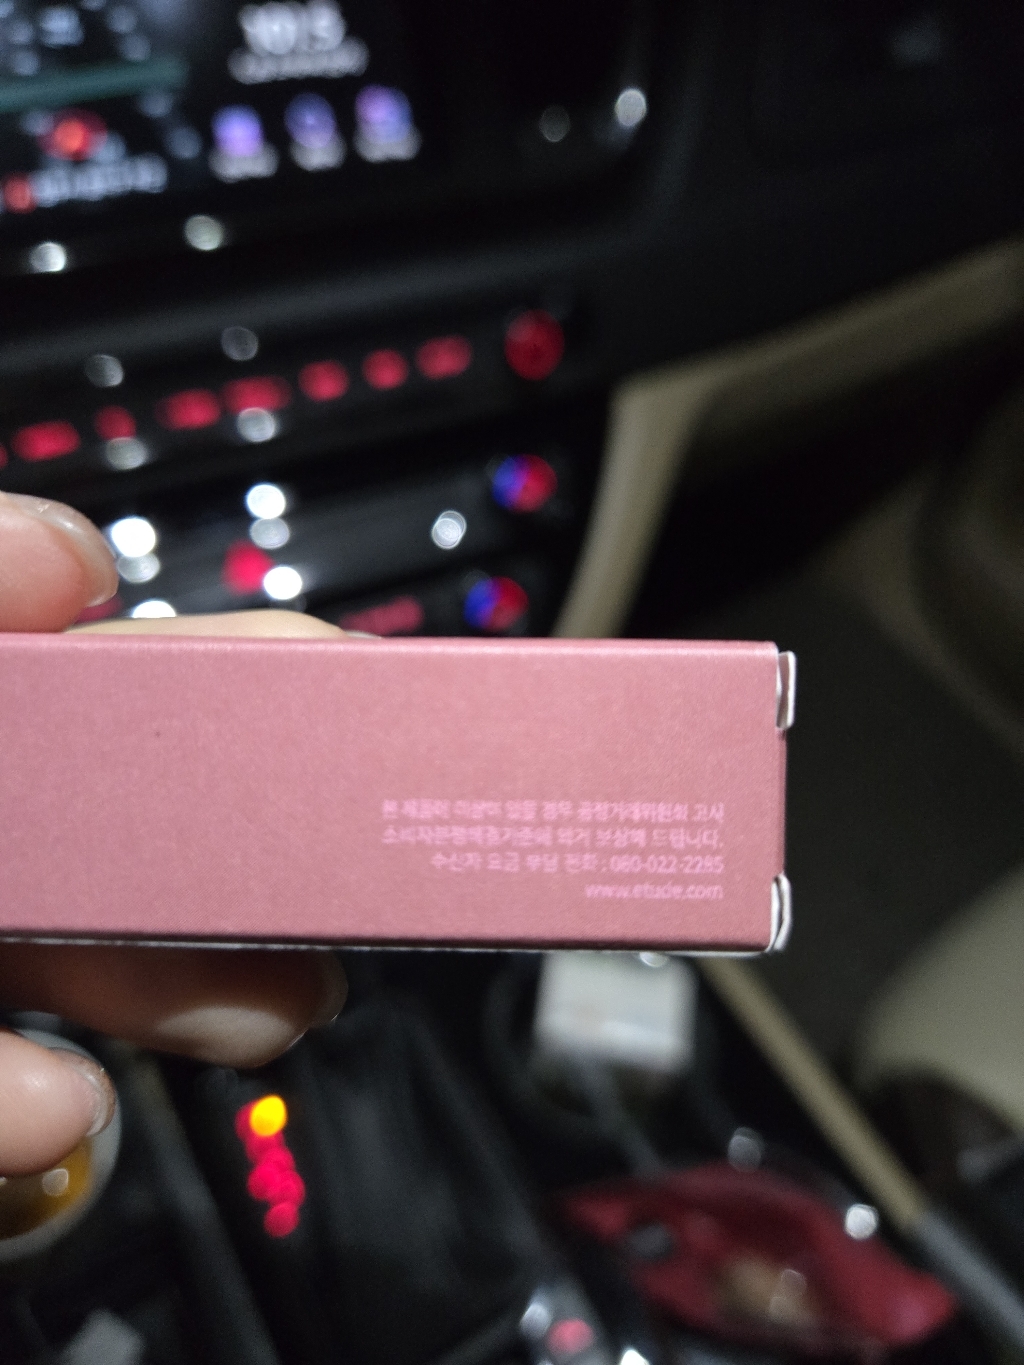 본 제품에 이상이 있을 경우 공정거래위원회 고시
소비자분쟁해결기준에 의거 보상해 드립니다.
수신자 요금 부담 전화 : 080-022-2285
www.etude.com